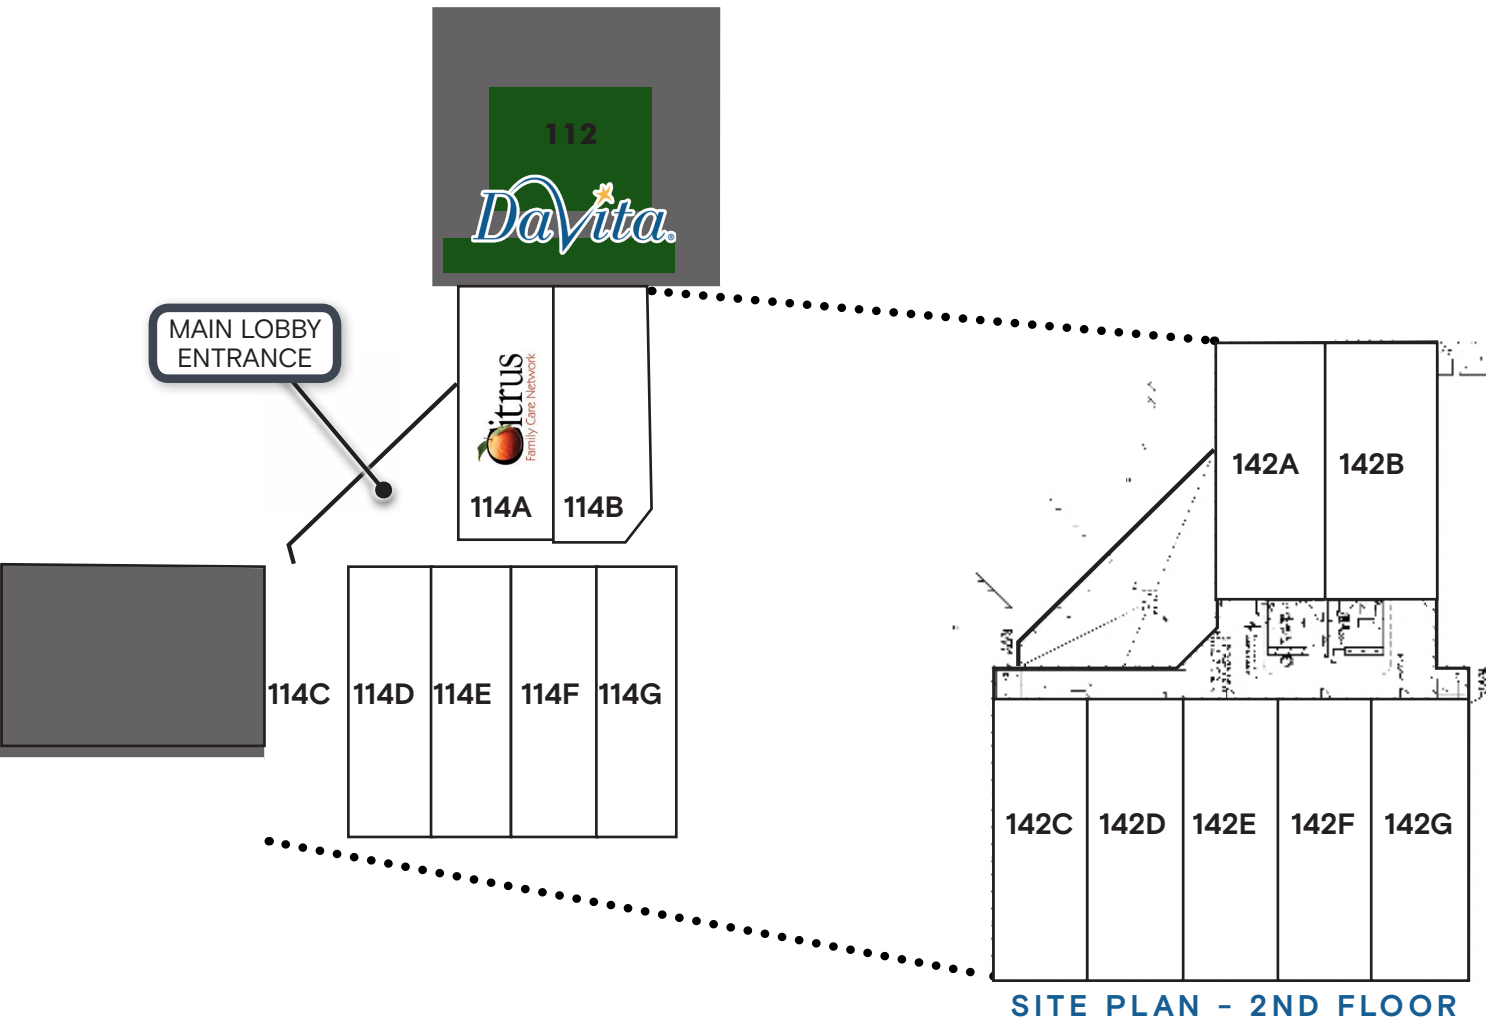 112
DaVita®
MAIN LOBBY
ENTRANCE
Citrus
Family Care Network
114A
114B
142A
142B
114C
114D
114E
114F
114G
142C
142D
142E
142F
142G
SITE PLAN - 2ND FLOOR